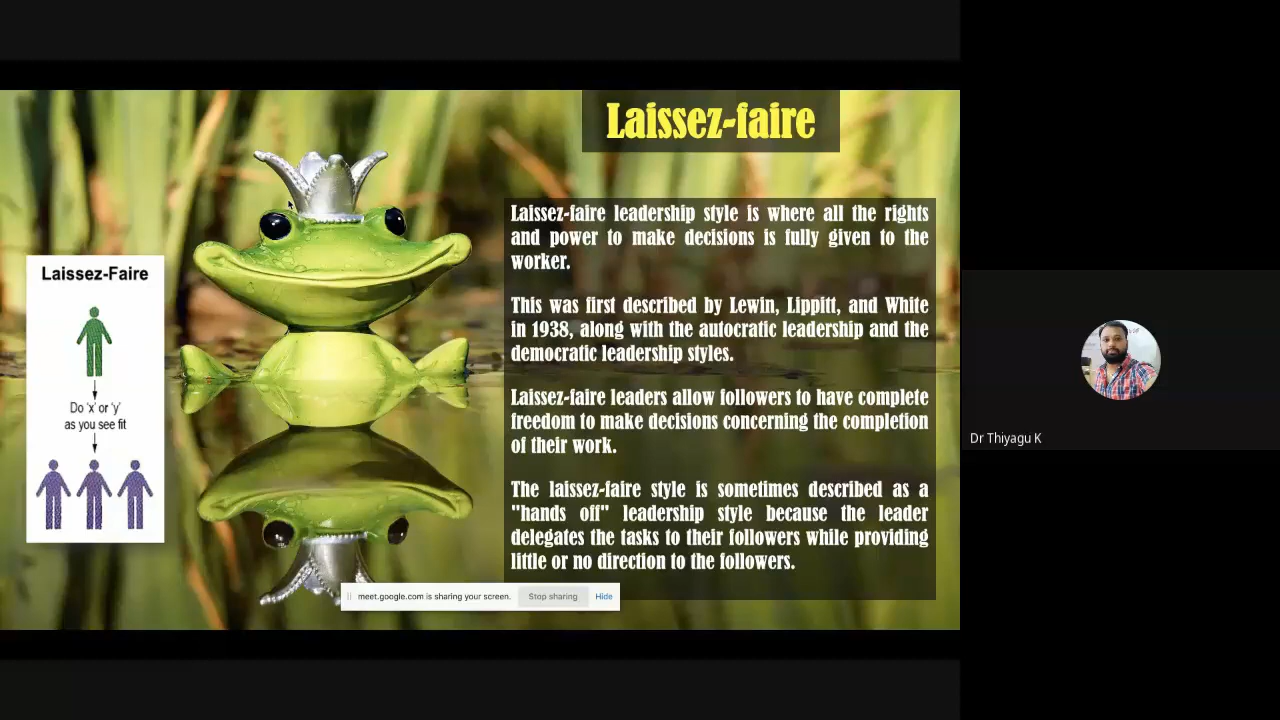 Laissez-faire
Laissez-faire leadership style is where all the rights
and power to make decisions is fully given to the
worker.
This was first described by Lewin, Lippitt, and White
in 1938, along with the autocratic leadership and the
democratic leadership styles.
Laissez-faire leaders allow followers to have complete
freedom to make decisions concerning the completion
of their work.
The laissez-faire style is sometimes described as a
"hands off" leadership style because the leader
delegates the tasks to their followers while providing
little or no direction to the followers.
Laissez-Faire
Do 'x' or 'y'
as you see fit
meet.google.com is sharing your screen. Stop sharing Hide
Dr Thiyagu K